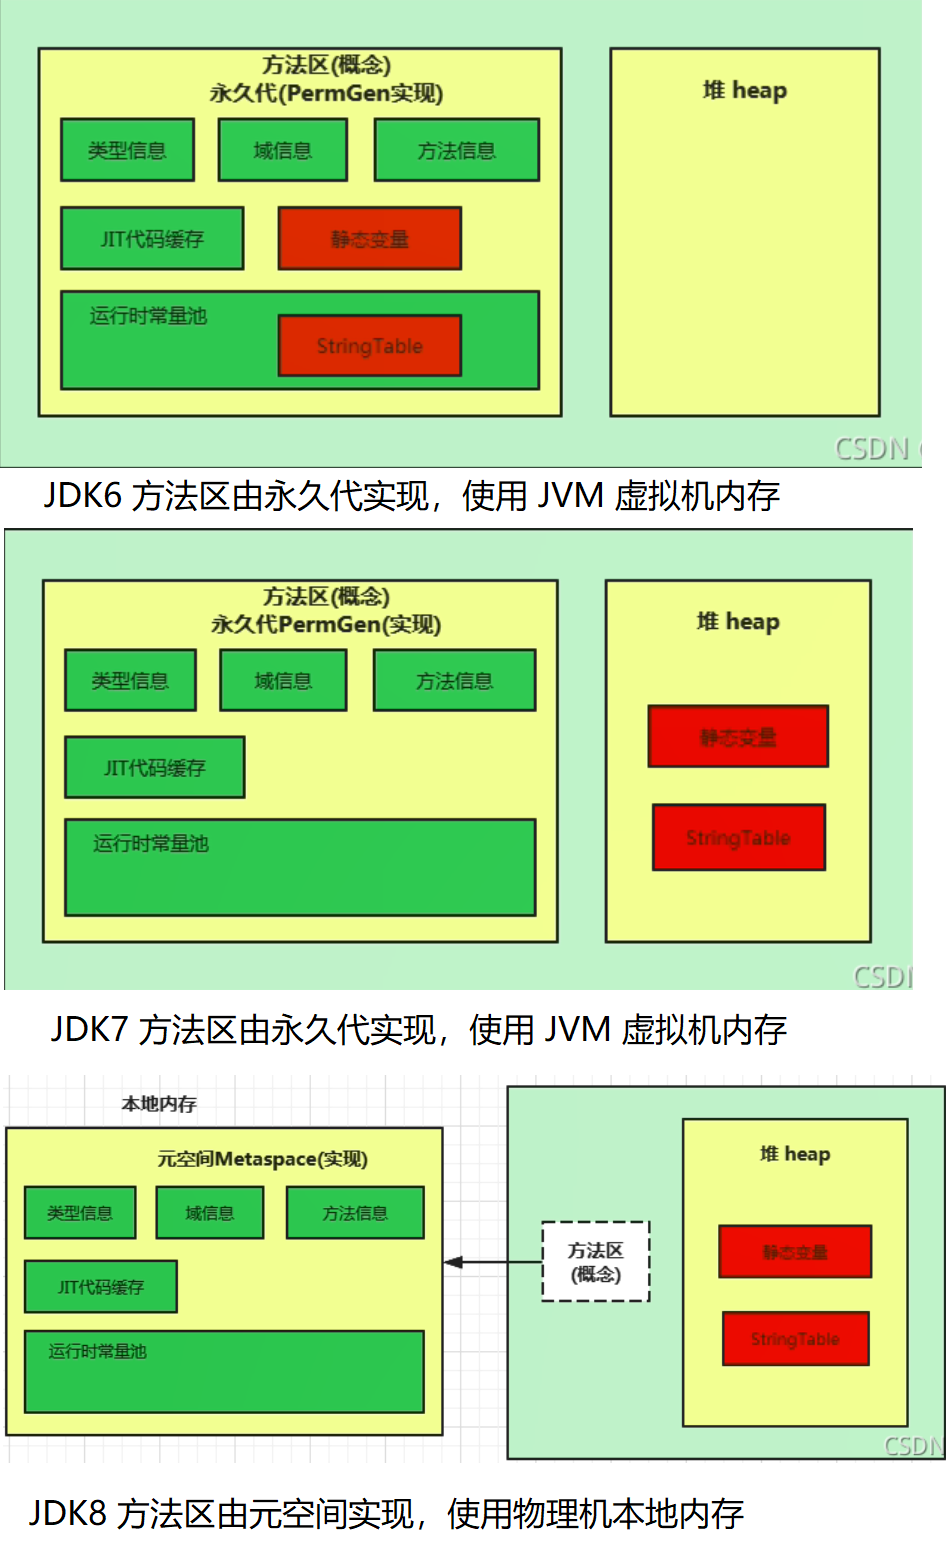 方法区(概念)
永久代(PermGen实现)
堆 heap
类型信息
域信息
方法信息
JIT代码缓存
静态变量
运行时常量池
StringTable
CSDN
JDK6 方法区由永久代实现，使用 JVM 虚拟机内存
方法区(概念)
永久代PermGen(实现)
堆 heap
类型信息
域信息
方法信息
静态变量
JIT代码缓存
运行时常量池
StringTable
CSDN
JDK7 方法区由永久代实现，使用 JVM 虚拟机内存
本地内存
元空间Metaspace(实现)
堆 heap
类型信息
域信息
方法信息
方法区
(概念)
静态变量
JIT代码缓存
运行时常量池
StringTable
CSDN
JDK8 方法区由元空间实现，使用物理机本地内存